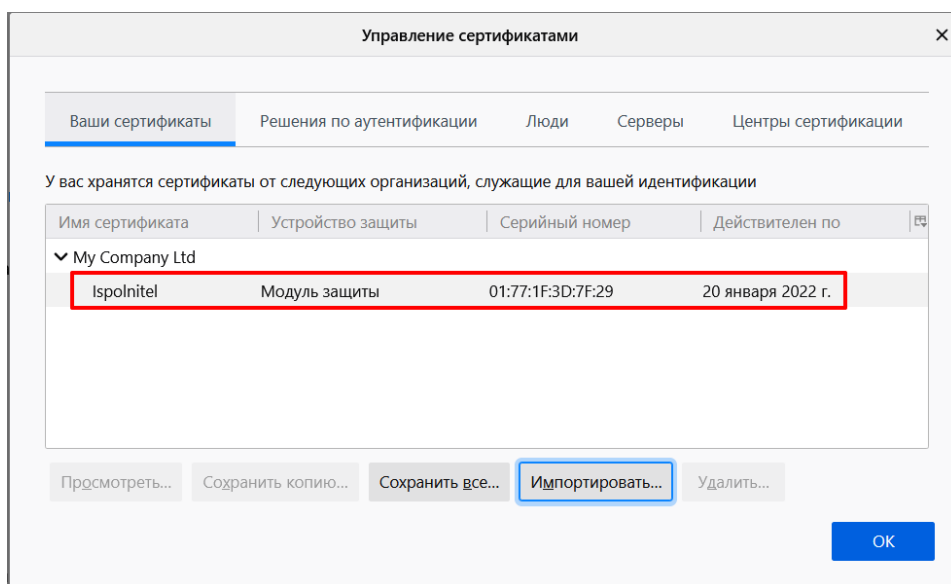 Управление сертификатами
Ваши сертификаты Решения по аутентификации Люди Серверы Центры сертификации
У вас хранятся сертификаты от следующих организаций, служащие для вашей идентификации
Имя сертификата Устройство защиты Серийный номер Действителен по
My Company Ltd
Ispolnitel Модуль защиты 01:77:1F:3D:7F:29 20 января 2022 г.
Просмотреть... Сохранить копию... Сохранить все... Импортировать... Удалить...
OK